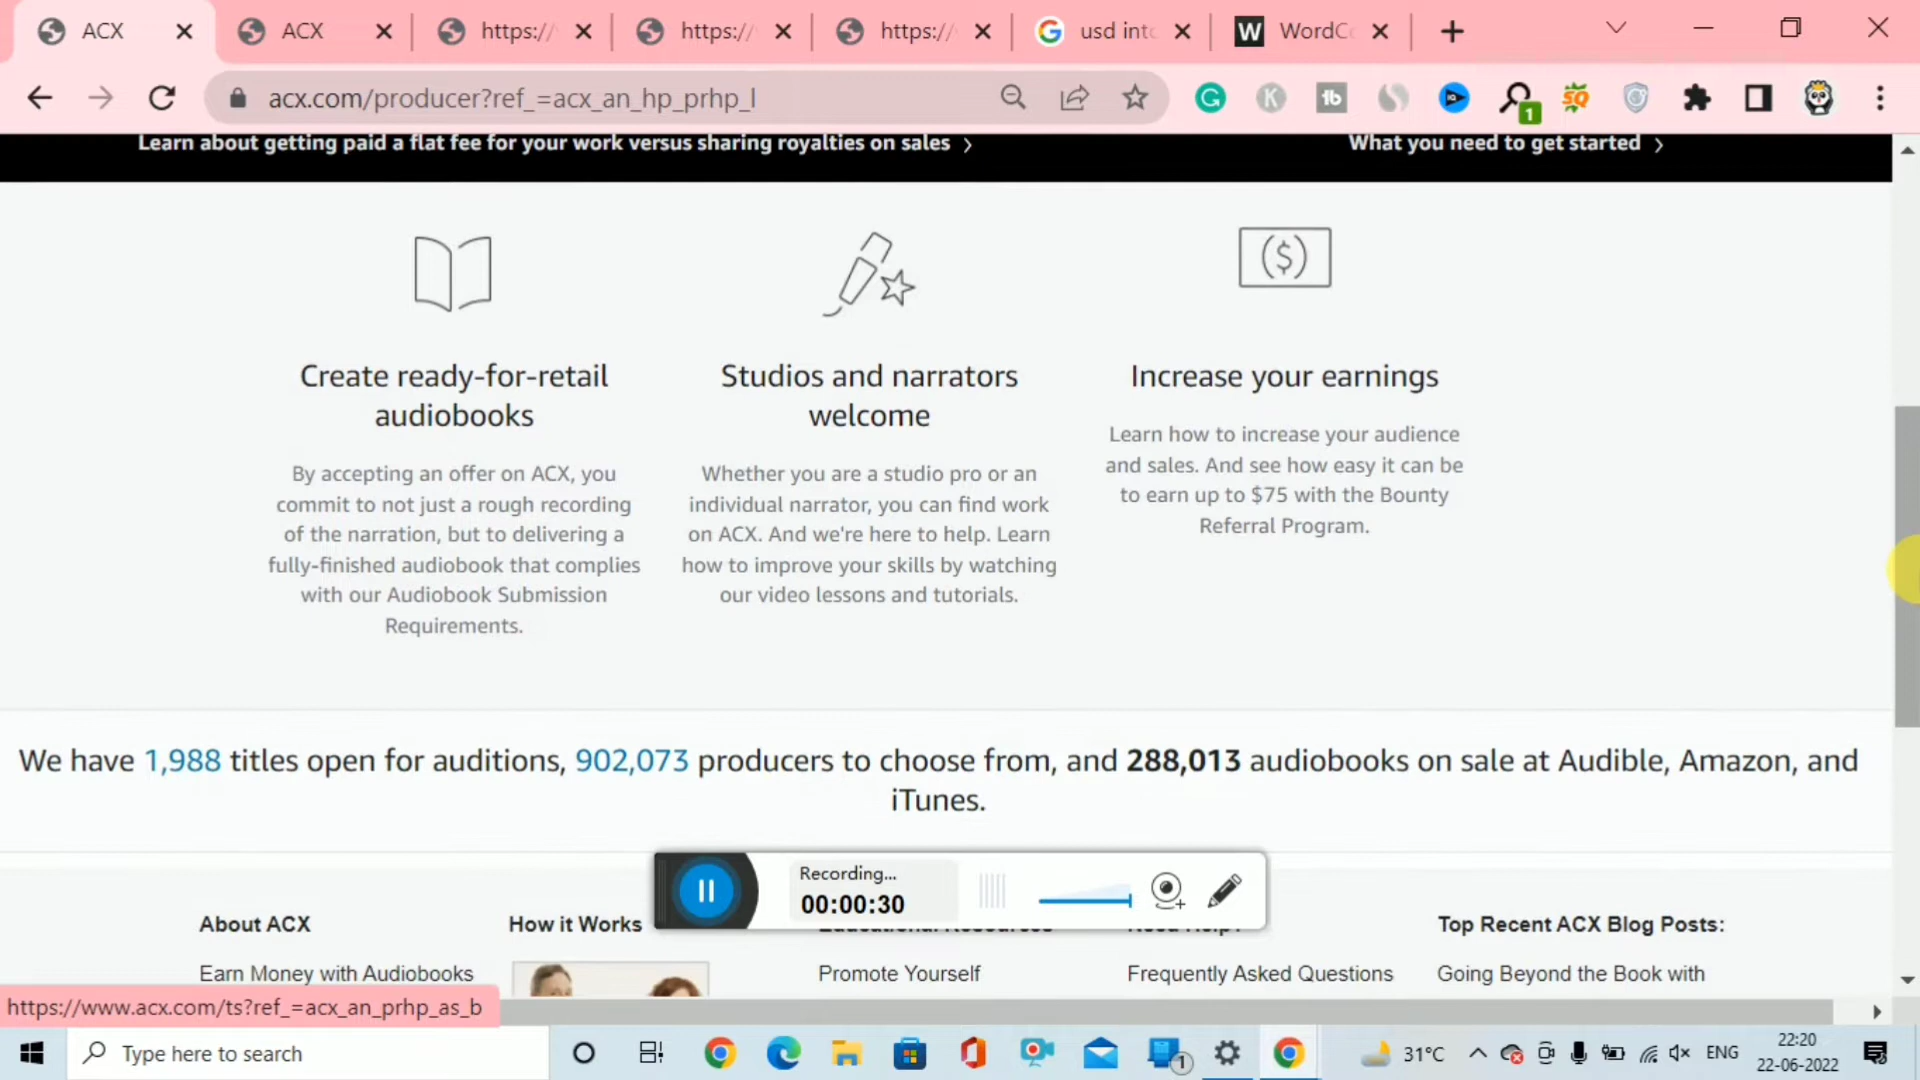 ACX
ACX
https://
https://
https://
usd into
WordC
acx.com/producer?ref_=acx_an_hp_prhp_l
1
Learn about getting paid a flat fee for your work versus sharing royalties on sales
What you need to get started
Create ready-for-retail
audiobooks
By accepting an offer on ACX, you
commit to not just a rough recording
of the narration, but to delivering a
fully-finished audiobook that complies
with our Audiobook Submission
Requirements.
Studios and narrators
welcome
Whether you are a studio pro or an
individual narrator, you can find work
on ACX. And we're here to help. Learn
how to improve your skills by watching
our video lessons and tutorials.
($)
Increase your earnings
Learn how to increase your audience
and sales. And see how easy it can be
to earn up to $75 with the Bounty
Referral Program.
We have 1,988 titles open for auditions, 902,073 producers to choose from, and 288,013 audiobooks on sale at Audible, Amazon, and
iTunes.
Recording...
00:00:30
About ACX
How it Works
Educational Resources
Need Help?
Top Recent ACX Blog Posts:
Earn Money with Audiobooks
Promote Yourself
Frequently Asked Questions
Going Beyond the Book with
https://www.acx.com/ts?ref_=acx_an_prhp_as_b
Type here to search
1
31°C
ENG
22:20
22-06-2022